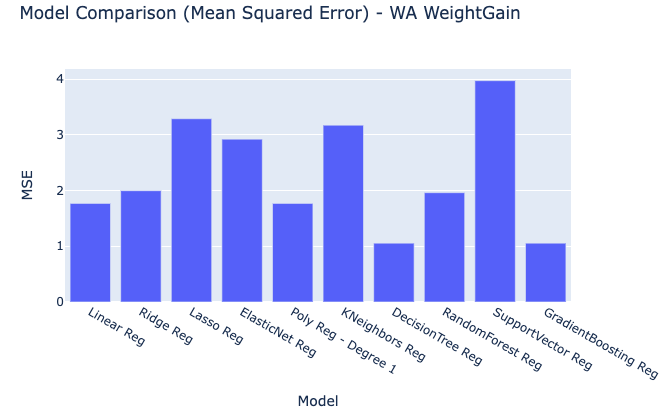 Model Comparison (Mean Squared Error) - WA WeightGain
MSE
4
3
2
1
0
Linear Reg
Ridge Reg
Lasso Reg
ElasticNet Reg
Poly Reg - Degree 1
KNeighbors Reg
DecisionTree Reg
RandomForest Reg
SupportVector Reg
GradientBoosting Reg
Model